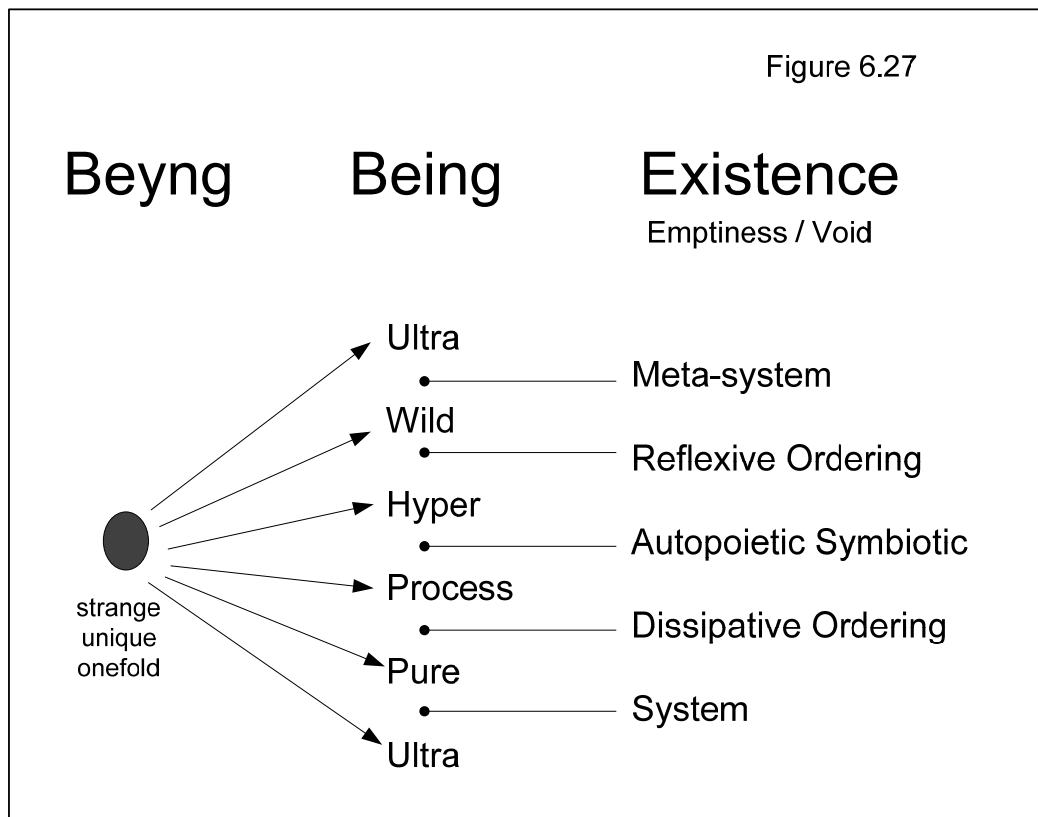 Figure 6.27
Beyng Being Existence
Emptiness / Void
Ultra
Meta-system
Wild
Reflexive Ordering
Hyper
Autopoietic Symbiotic
Process
strange
unique
onefold
Dissipative Ordering
Pure
System
Ultra